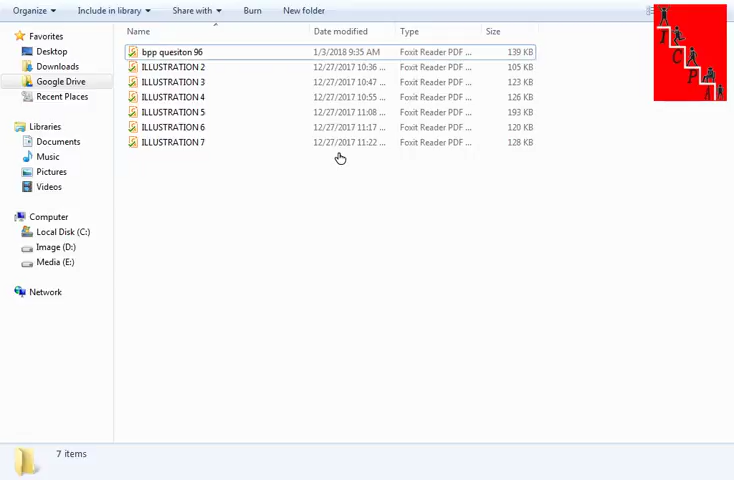 Organize Include in library Share with Burn New folder
Name Date modified Type Size
Favorites
Desktop
Downloads
Google Drive
Recent Places
Libraries
Documents
Music
Pictures
Videos
Computer
Local Disk (C:)
Image (D:)
Media (E:)
Network
bpp quesiton 96 1/3/2018 9:35 AM Foxit Reader PDF ... 139 KB
ILLUSTRATION 2 12/27/2017 10:36 ... Foxit Reader PDF ... 105 KB
ILLUSTRATION 3 12/27/2017 10:47 ... Foxit Reader PDF ... 123 KB
ILLUSTRATION 4 12/27/2017 10:55 ... Foxit Reader PDF ... 126 KB
ILLUSTRATION 5 12/27/2017 11:08 ... Foxit Reader PDF ... 193 KB
ILLUSTRATION 6 12/27/2017 11:17 ... Foxit Reader PDF ... 120 KB
ILLUSTRATION 7 12/27/2017 11:22 ... Foxit Reader PDF ... 128 KB
I
C
P
A
7 items